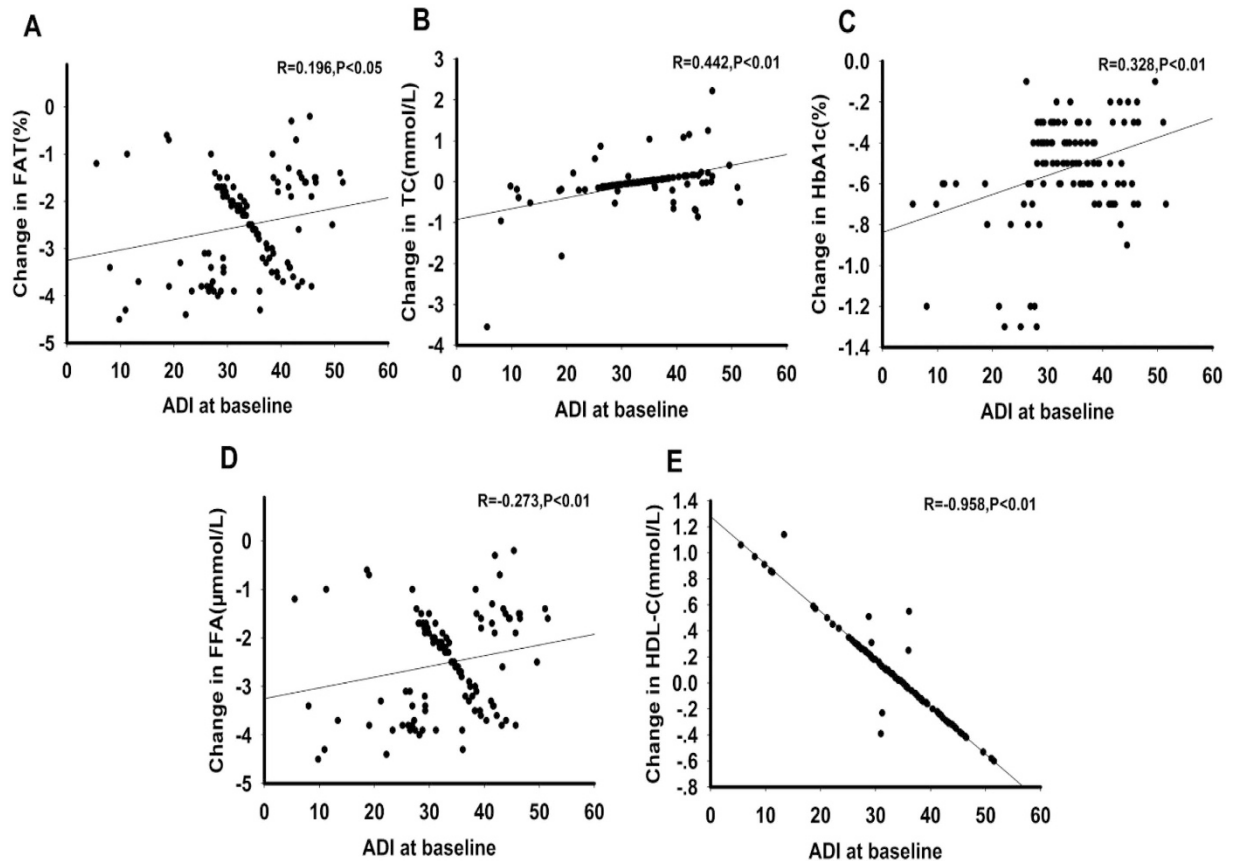 A
R=0.196,P<0.05
Change in FAT(%)
0
-1
-2
-3
-4
-5
0 10 20 30 40 50 60
ADI at baseline
B
R=0.442,P<0.01
Change in TC(mmol/L)
3
2
1
0
-1
-2
-3
-4
0 10 20 30 40 50 60
ADI at baseline
C
R=0.328,P<0.01
Change in HbA1c(%)
0.0
-.2
-.4
-.6
-.8
-1.0
-1.2
-1.4
0 10 20 30 40 50 60
ADI at baseline
D
R=-0.273,P<0.01
Change in FFA(μmmol/L)
0
-1
-2
-3
-4
-5
0 10 20 30 40 50 60
ADI at baseline
E
R=-0.958,P<0.01
Change in HDL-C(mmol/L)
1.4
1.2
1.0
.8
.6
.4
.2
0.0
-.2
-.4
-.6
-.8
0 10 20 30 40 50 60
ADI at baseline